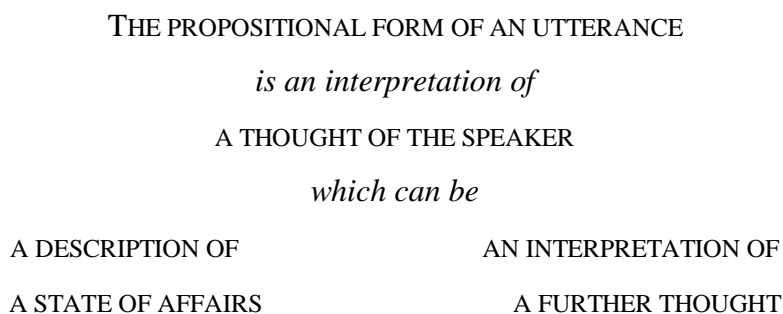 THE PROPOSITIONAL FORM OF AN UTTERANCE
is an interpretation of
A THOUGHT OF THE SPEAKER
which can be
A DESCRIPTION OF AN INTERPRETATION OF
A STATE OF AFFAIRS A FURTHER THOUGHT